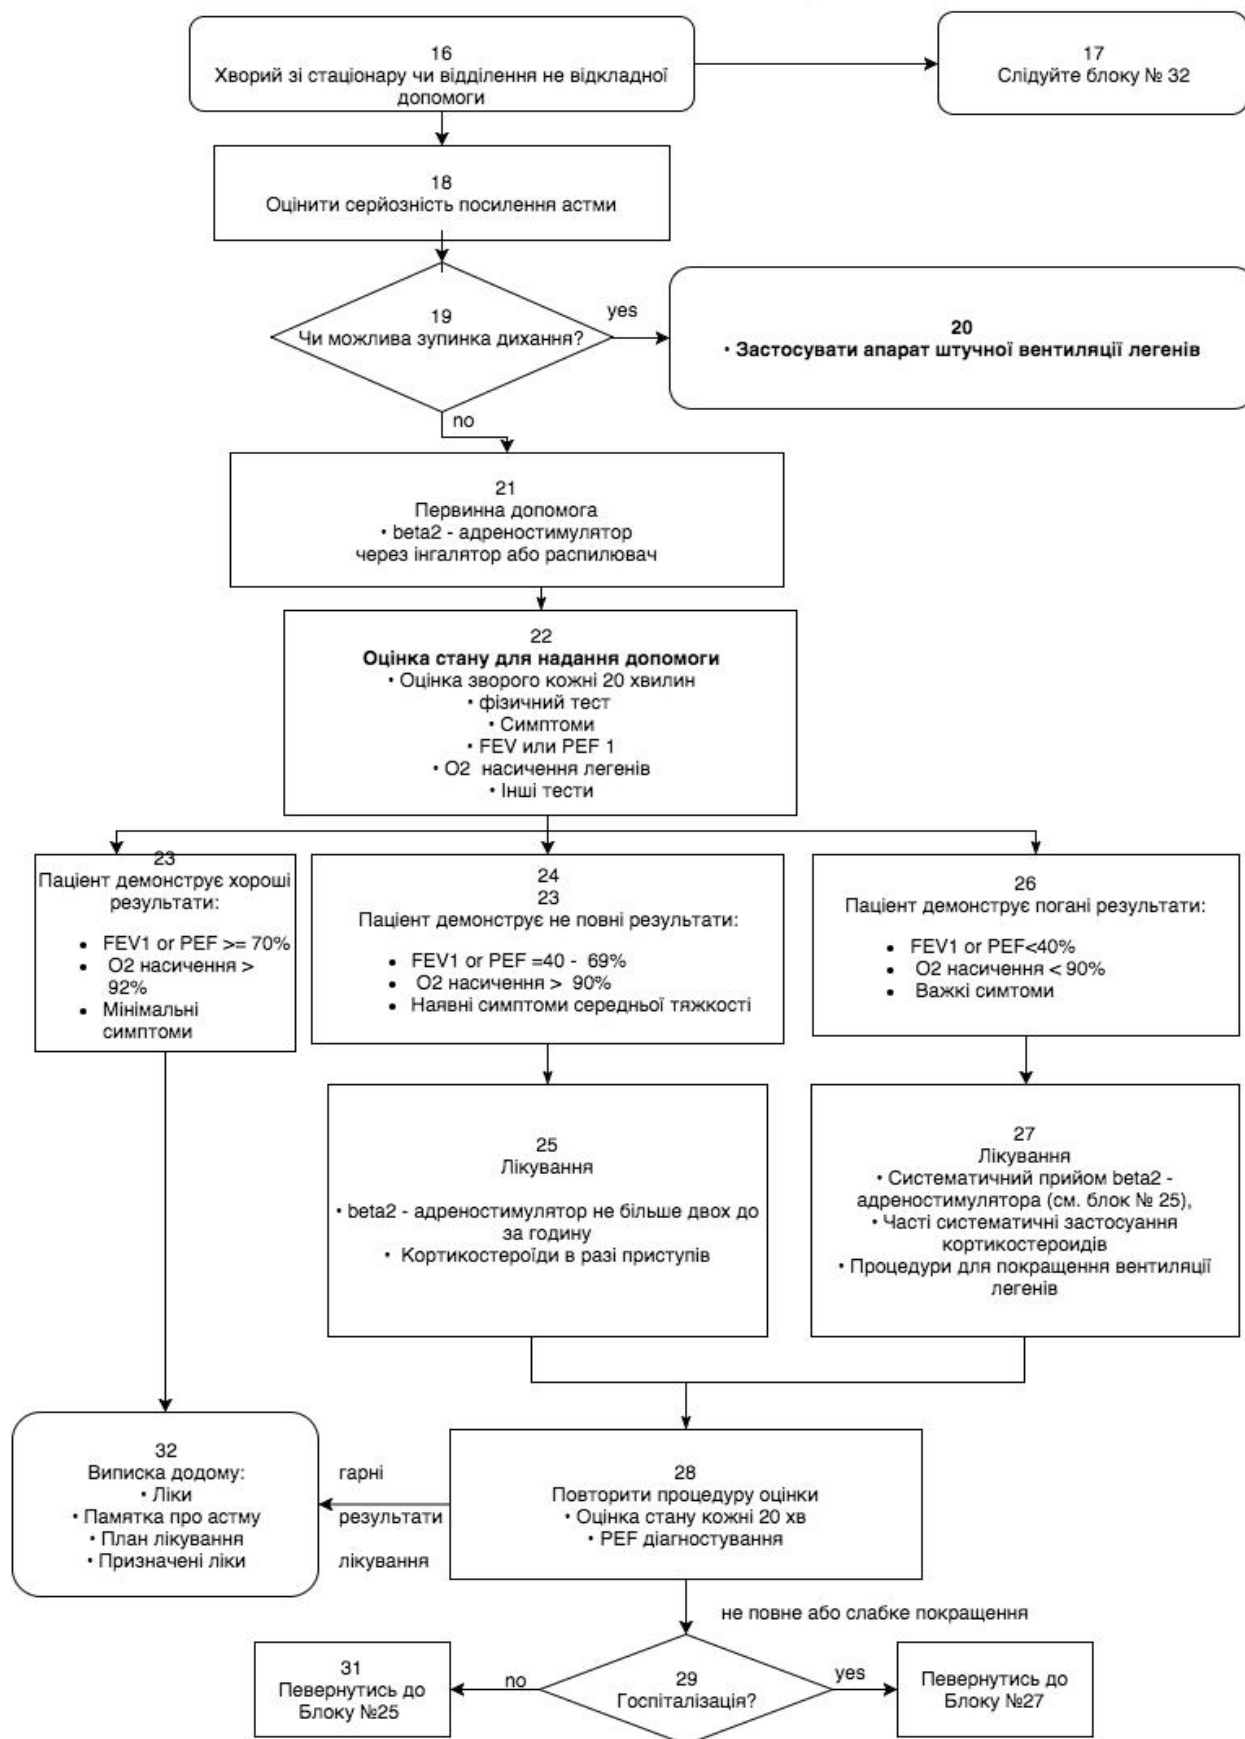 16
Хворий зі стаціонару чи відділення не відкладної
допомоги
17
Слідуйте блоку № 32
18
Оцінити серйозність посилення астми
19
Чи можлива зупинка дихання?
yes
20
• Застосувати апарат штучної вентиляції легенів
no
21
Первинна допомога
• beta2 - адреностимулятор
через інгалятор або распилювач
22
Оцінка стану для надання допомоги
• Оцінка зворого кожні 20 хвилин
• фізичний тест
• Симптоми
• FEV или PEF 1
• О2 насичення легенів
• Інші тести
23
Паціент демонструє хороші
результати:
• FEV1 or PEF >= 70%
• О2 насичення >
92%
• Мінімальні
симптоми
24
23
Паціент демонструє не повні результати:
• FEV1 or PEF =40 - 69%
• О2 насичення > 90%
• Наявні симптоми середньої тяжкості
26
Паціент демонструє погані результати:
• FEV1 or PEF<40%
• О2 насичення < 90%
• Важкі симтоми
25
Лікування
• beta2 - адреностимулятор не більше двох до
за годину
• Кортикостероїди в разі приступів
27
Лікування
• Систематичний прийом beta2 -
адреностимулятора (см. блок № 25),
• Часті систематичні застосуання
кортикостероидів
• Процедури для покращення вентиляції
легенів
32
Виписка додому:
• Ліки
• Памятка про астму
• План лікування
• Призначені ліки
гарні
результати
лікування
28
Повторити процедуру оцінки
• Оцінка стану кожні 20 хв
• PEF діагностування
не повне або слабке покращення
31
Певернутись до
Блоку №25
no
29
Госпіталізація?
yes
Певернутись до
Блоку №27